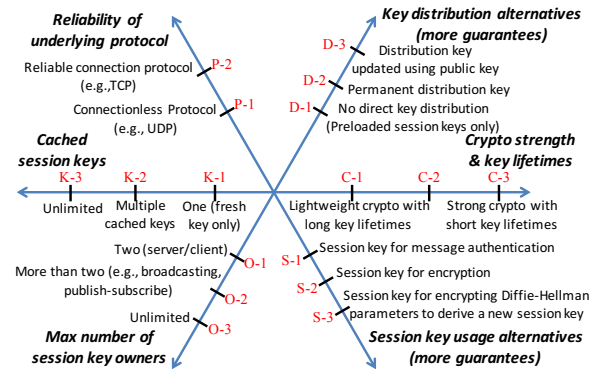 Reliability of
underlying protocol
P-2
Reliable connection protocol
(e.g.,TCP)
P-1
Connectionless Protocol
(e.g., UDP)
Key distribution alternatives
(more guarantees)
D-3
Distribution key
updated using public key
D-2
Permanent distribution key
D-1
No direct key distribution
(Preloaded session keys only)
Cached
session keys
K-3
K-2
K-1
Unlimited
Multiple
cached keys
One (fresh
key only)
Crypto strength
& key lifetimes
C-1
C-2
C-3
Lightweight crypto with
long key lifetimes
Strong crypto with
short key lifetimes
Two (server/client)
O-1
More than two (e.g., broadcasting,
publish-subscribe)
O-2
Unlimited
O-3
Max number of
session key owners
S-1
Session key for message authentication
Session key for encryption
S-2
S-3
Session key for encrypting Diffie-Hellman
parameters to derive a new session key
Session key usage alternatives
(more guarantees)